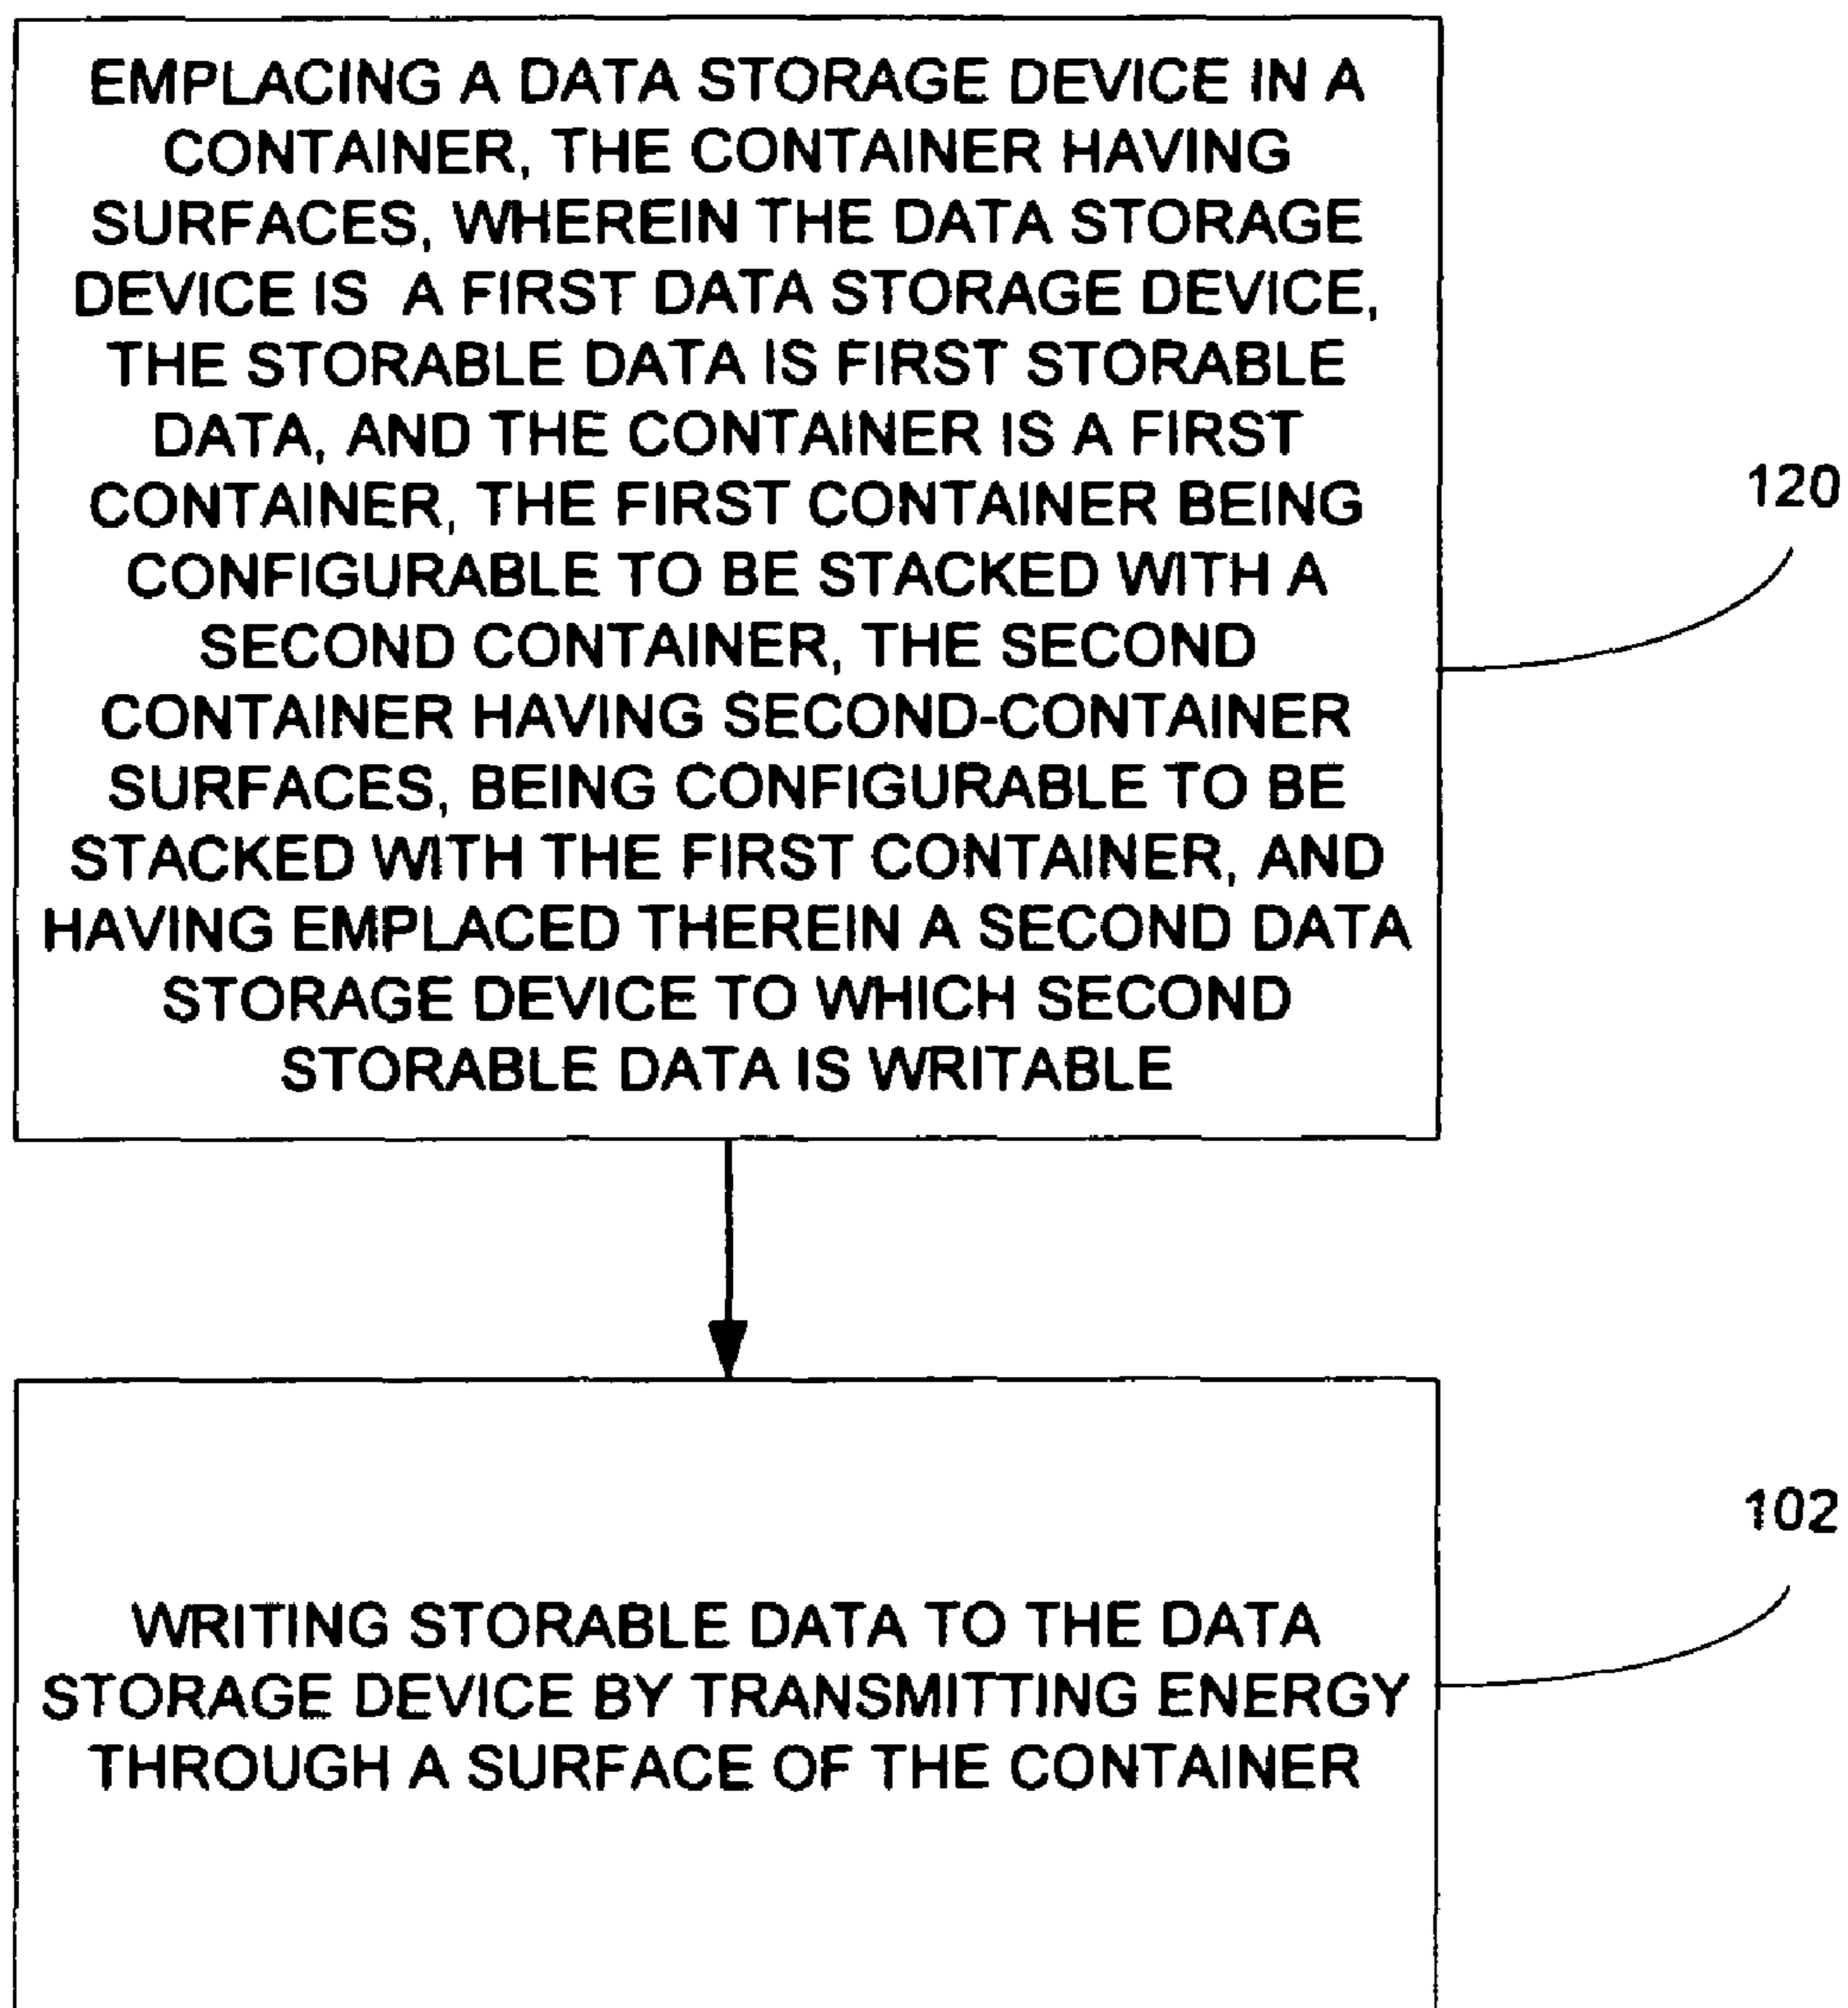 EMPLACING A DATA STORAGE DEVICE IN A
CONTAINER, THE CONTAINER HAVING
SURFACES, WHEREIN THE DATA STORAGE
DEVICE IS A FIRST DATA STORAGE DEVICE,
THE STORABLE DATA IS FIRST STORABLE
DATA, AND THE CONTAINER IS A FIRST
CONTAINER, THE FIRST CONTAINER BEING
CONFIGURABLE TO BE STACKED WITH A
SECOND CONTAINER, THE SECOND
CONTAINER HAVING SECOND-CONTAINER
SURFACES, BEING CONFIGURABLE TO BE
STACKED WITH THE FIRST CONTAINER, AND
HAVING EMPLACED THEREIN A SECOND DATA
STORAGE DEVICE TO WHICH SECOND
STORABLE DATA IS WRITABLE
120
WRITING STORABLE DATA TO THE DATA
STORAGE DEVICE BY TRANSMITTING ENERGY
THROUGH A SURFACE OF THE CONTAINER
102